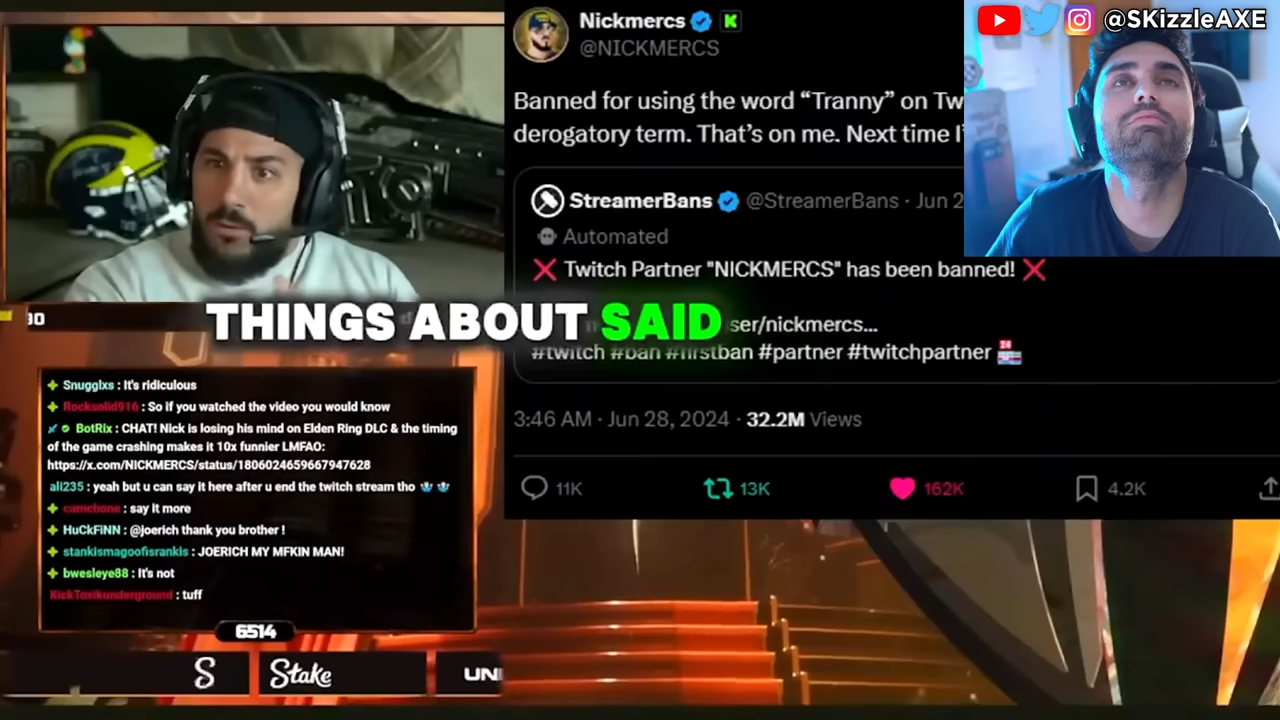 Nickmercs
@NICKMERCS
@SKizzleAXE
Banned for using the word “Tranny” on Tw
derogatory term. That’s on me. Next time I’
StreamerBans @StreamerBans · Jun 2
Automated
❌ Twitch Partner "NICKMERCS" has been banned! ❌
THINGS ABOUT SAID
ser/nickmercs...
#twitch #ban #firstban #partner #twitchpartner
3:46 AM · Jun 28, 2024 · 32.2M Views
11K 13K 162K 4.2K
Snugglxs : It's ridiculous
Rocksolid916 : So if you watched the video you would know
BotRix : CHAT! Nick is losing his mind on Elden Ring DLC & the timing
of the game crashing makes it 10x funnier LMFAO:
https://x.com/NICKMERCS/status/1806024659667947628
ali235 : yeah but u can say it here after u end the twitch stream tho
camchone : say it more
HuCkFiNN : @joerich thank you brother !
stankismagoofisrankis : JOERICH MY MFKIN MAN!
bwesleye88 : It's not
KickToxikunderground : tuff
6514
S Stake UNI